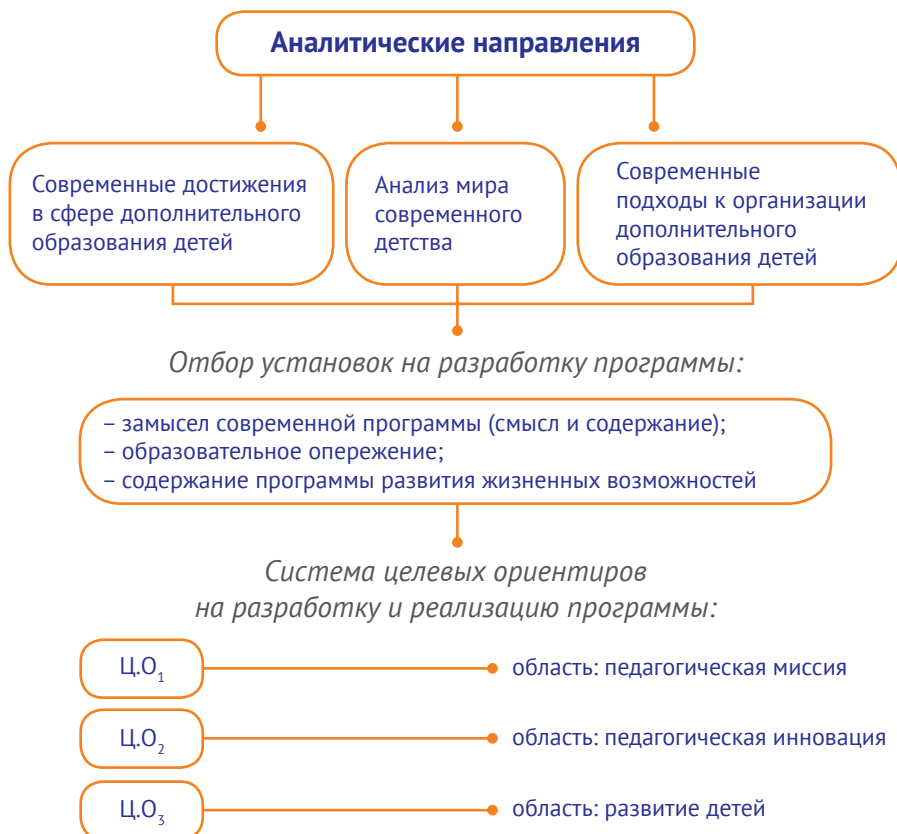 Аналитические направления
Современные достижения
в сфере дополнительного
образования детей
Анализ мира
современного
детства
Современные
подходы к организации
дополнительного
образования детей
Отбор установок на разработку программы:
– замысел современной программы (смысл и содержание);
– образовательное опережение;
– содержание программы развития жизненных возможностей
Система целевых ориентиров
на разработку и реализацию программы:
Ц.О₁ область: педагогическая миссия
Ц.О₂ область: педагогическая инновация
Ц.О₃ область: развитие детей